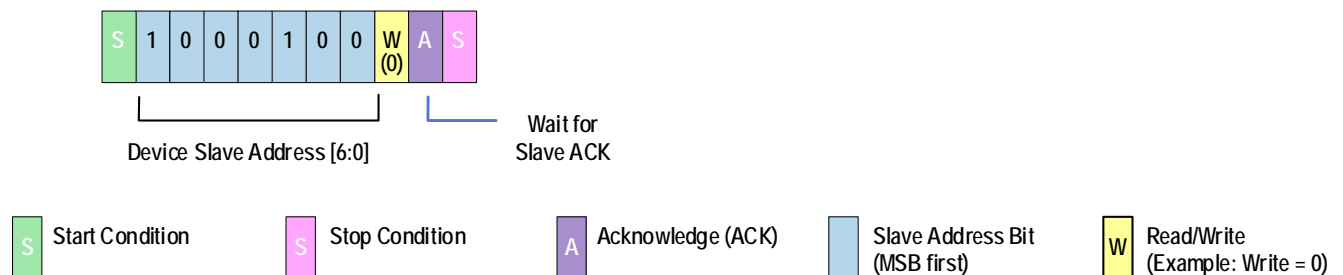 S 1 0 0 0 1 0 0 W (0) A S
Wait for
Slave ACK
Device Slave Address [6:0]
S Start Condition
S Stop Condition
A Acknowledge (ACK)
Slave Address Bit
(MSB first)
W Read/Write
(Example: Write = 0)